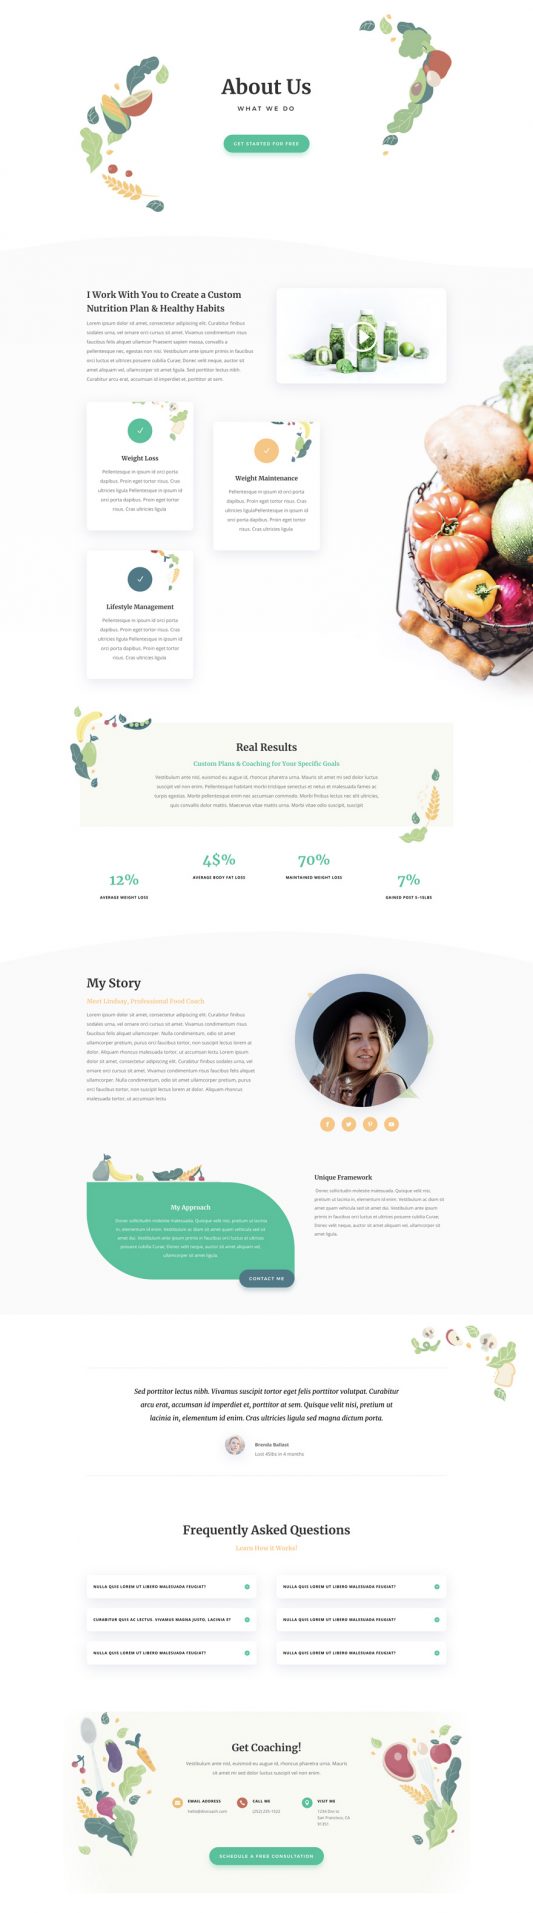 About Us
WHAT WE DO
GET STARTED FOR FREE
I Work With You to Create a Custom
Nutrition Plan & Healthy Habits
Lorem ipsum dolor sit amet, consectetur adipiscing elit. Curabitur finibus
sodales urna, vel ornare orci cursus sit amet. Vivamus condimentum risus
faucibus felis aliquet ullamcor Praesent sapien massa, convallis a
pellentesque nec, egestas non nisi. Vestibulum ante ipsum primis in faucibus
orci luctus et ultrices posuere cubilia Curae; Donec velit neque, auctor sit
amet aliquam vel, ullamcorper sit amet ligula. Sed porttitor lectus nibh.
Curabitur arcu erat, accumsan id imperdiet et, porttitor at sem.
Weight Loss
Pellentesque in ipsum id orci porta
dapibus. Proin eget tortor risus. Cras
ultricies ligula Pellentesque in ipsum id
orci porta dapibus. Proin eget tortor
risus. Cras ultricies ligula
Weight Maintenance
Pellentesque in ipsum id orci porta
dapibus. Proin eget tortor risus. Cras
ultricies ligulaPellentesque in ipsum id
orci porta dapibus. Proin eget tortor
risus. Cras ultricies ligula
Lifestyle Management
Pellentesque in ipsum id orci porta
dapibus. Proin eget tortor risus. Cras
ultricies ligula Pellentesque in ipsum id
orci porta dapibus. Proin eget tortor
risus. Cras ultricies ligula
Real Results
Custom Plans & Coaching for Your Specific Goals
Vestibulum ante nisl, euismod eu augue id, rhoncus pharetra urna. Mauris sit amet mi sed dolor luctus
suscipit vel non enim. Pellentesque habitant morbi tristique senectus et netus et malesuada fames ac
turpis egestas. Morbi pellentesque enim nec accumsan commodo. Morbi finibus lectus nec elit ultricies,
quis convallis dolor mattis. Maecenas vitae mattis urna. Morbi vitae odio suscipit, suscipit
12%
AVERAGE WEIGHT LOSS
4$%
AVERAGE BODY FAT LOSS
70%
MAINTAINED WEIGHT LOSS
7%
GAINED POST 5-15LBS
My Story
Meet Lindsay, Professional Food Coach
Lorem ipsum dolor sit amet, consectetur adipiscing elit. Curabitur finibus
sodales urna, vel ornare orci cursus sit amet. Vivamus condimentum risus
faucibus felis aliquet ullamcorper. Nulla condimentum, odio sit amet
ullamcorper pretium, purus orci faucibus tortor, non suscipit lectus lorem at
dolor. Aliquam rhoncus malesuada tortor, ut accumsan lectu Lorem ipsum
dolor sit amet, consectetur adipiscing elit. Curabitur finibus sodales urna, vel
ornare orci cursus sit amet. Vivamus condimentum risus faucibus felis aliquet
ullamcorper. Nulla condimentum, odio sit amet ullamcorper pretium, purus
orci faucibus tortor, non suscipit lectus lorem at dolor. Aliquam rhoncus
malesuada tortor, ut accumsan lectu
My Approach
Donec sollicitudin molestie malesuada. Quisque velit nisi, pretium ut lacinia
in, elementum id enim. Vestibulum ac diam sit amet quam vehicula sed sit
amet dui. Vestibulum ante ipsum primis in faucibus orci luctus et ultrices
posuere cubilia Curae; Donec velit neque, auctor sit amet aliquam vel,
ullamcorper sit amet ligula.
CONTACT ME
Unique Framework
Donec sollicitudin molestie malesuada. Quisque velit nisi,
pretium ut lacinia in, elementum id enim. Vestibulum ac diam sit
amet quam vehicula sed sit amet dui. Vestibulum ante ipsum
primis in faucibus orci luctus et ultrices posuere cubilia Curae;
Donec velit neque, auctor sit amet aliquam vel, ullamcorper sit
amet ligula.
Sed porttitor lectus nibh. Vivamus suscipit tortor eget felis porttitor volutpat. Curabitur
arcu erat, accumsan id imperdiet et, porttitor at sem. Quisque velit nisi, pretium ut
lacinia in, elementum id enim. Cras ultricies ligula sed magna dictum porta.
Brenda Ballast
Lost 45lbs in 4 months
Frequently Asked Questions
Learn How it Works!
NULLA QUIS LOREM UT LIBERO MALESUADA FEUGIAT?
NULLA QUIS LOREM UT LIBERO MALESUADA FEUGIAT?
CURABITUR QUIS AC LECTUS. VIVAMUS MAGNA JUSTO, LACINIA E?
NULLA QUIS LOREM UT LIBERO MALESUADA FEUGIAT?
NULLA QUIS LOREM UT LIBERO MALESUADA FEUGIAT?
NULLA QUIS LOREM UT LIBERO MALESUADA FEUGIAT?
Get Coaching!
Vestibulum ante nisl, euismod eu augue id, rhoncus pharetra urna. Mauris
sit amet mi sed dolor luctus suscipit vel non enim.
EMAIL ADDRESS
hello@divicoach.com
CALL ME
(252) 225-1522
VISIT ME
1234 Divi St.
San Francisco, CA
91351
SCHEDULE A FREE CONSULTATION